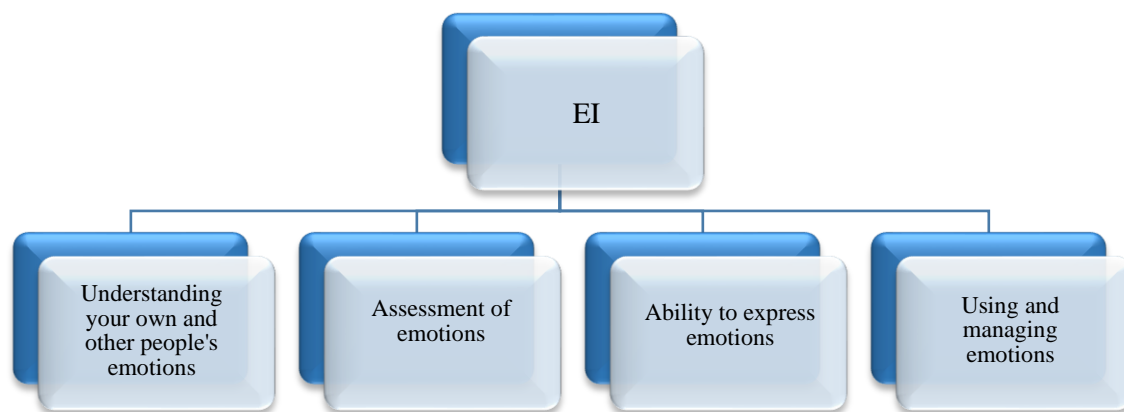 EI
Understanding
your own and
other people's
emotions
Assessment of
emotions
Ability to express
emotions
Using and
managing
emotions